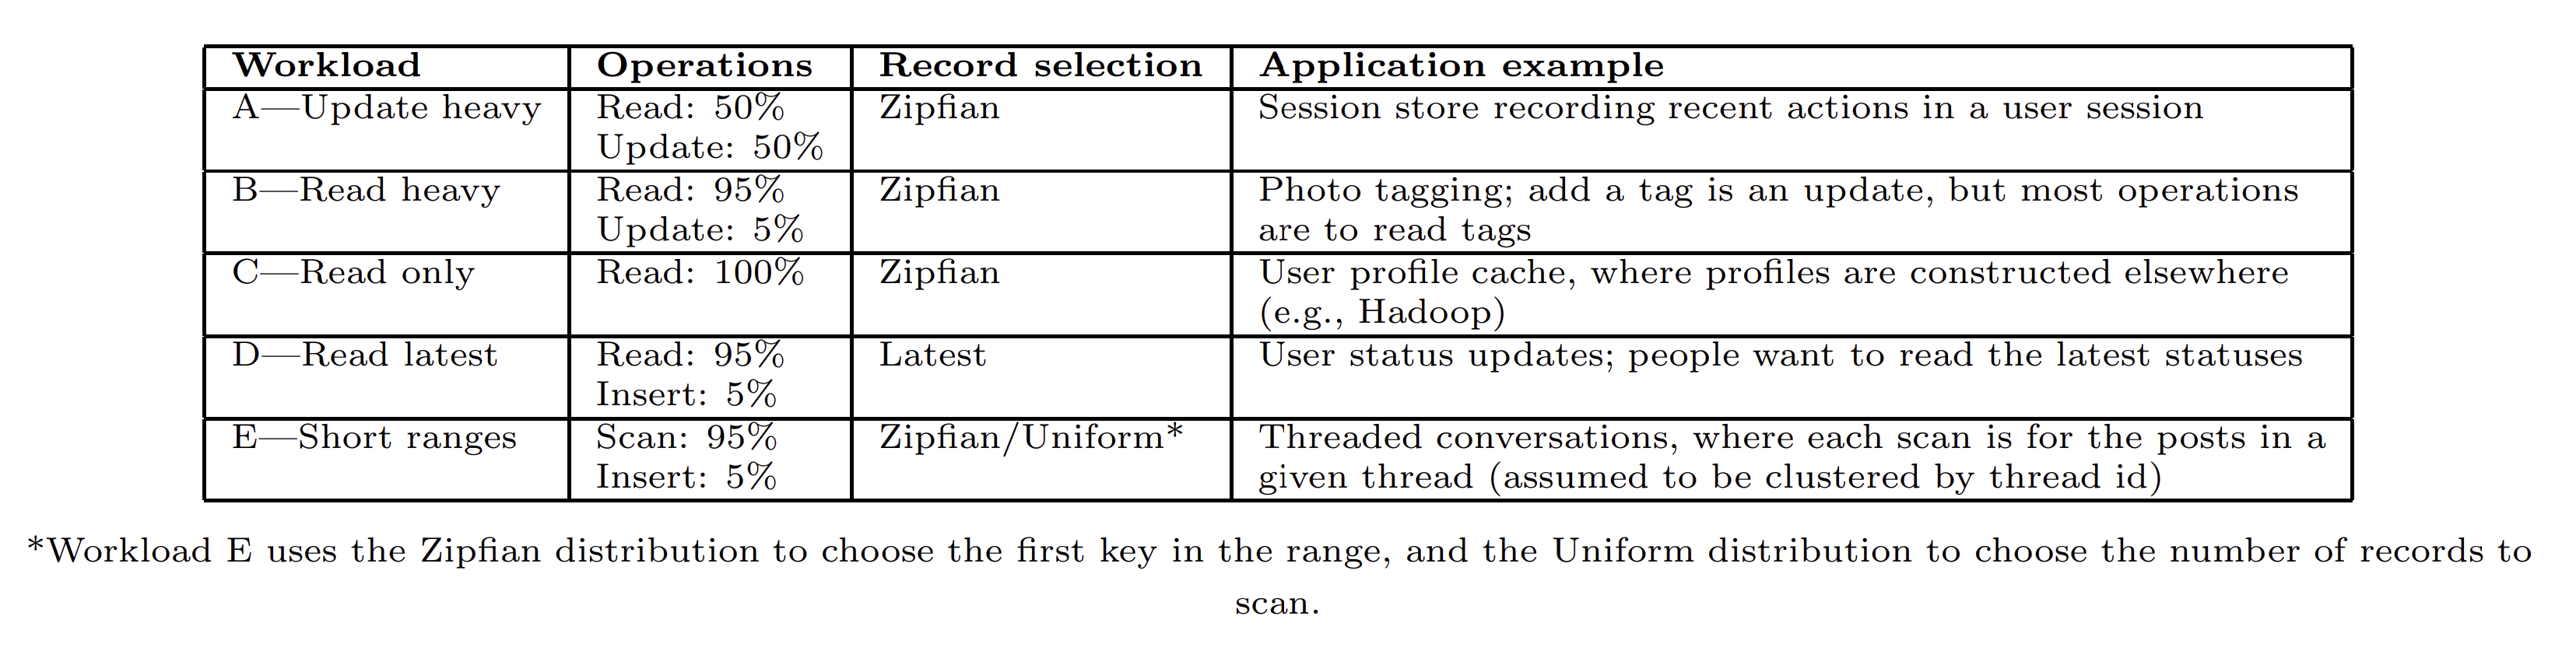 Workload Operations Record selection Application example
A—Update heavy Read: 50% Zipfian Session store recording recent actions in a user session
Update: 50%
B—Read heavy Read: 95% Zipfian Photo tagging; add a tag is an update, but most operations
Update: 5% are to read tags
C—Read only Read: 100% Zipfian User profile cache, where profiles are constructed elsewhere
(e.g., Hadoop)
D—Read latest Read: 95% Latest User status updates; people want to read the latest statuses
Insert: 5%
E—Short ranges Scan: 95% Zipfian/Uniform* Threaded conversations, where each scan is for the posts in a
Insert: 5% given thread (assumed to be clustered by thread id)
*Workload E uses the Zipfian distribution to choose the first key in the range, and the Uniform distribution to choose the number of records to
scan.